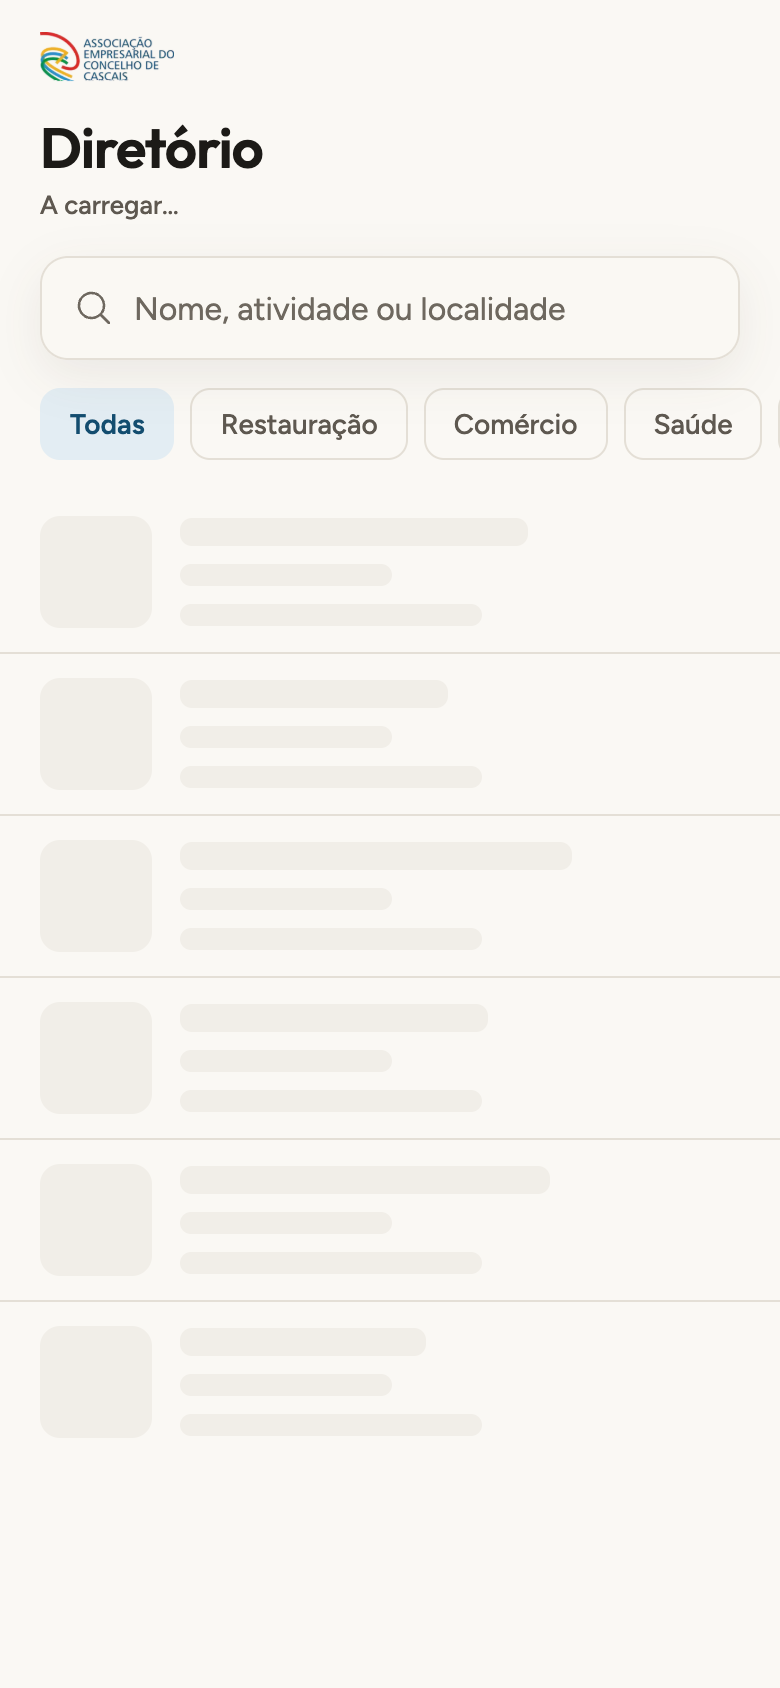 ASSOCIAÇÃO
EMPRESARIAL DO
CONCELHO DE
CASCAIS
Diretório
A carregar...
Nome, atividade ou localidade
Todas
Restauração
Comércio
Saúde